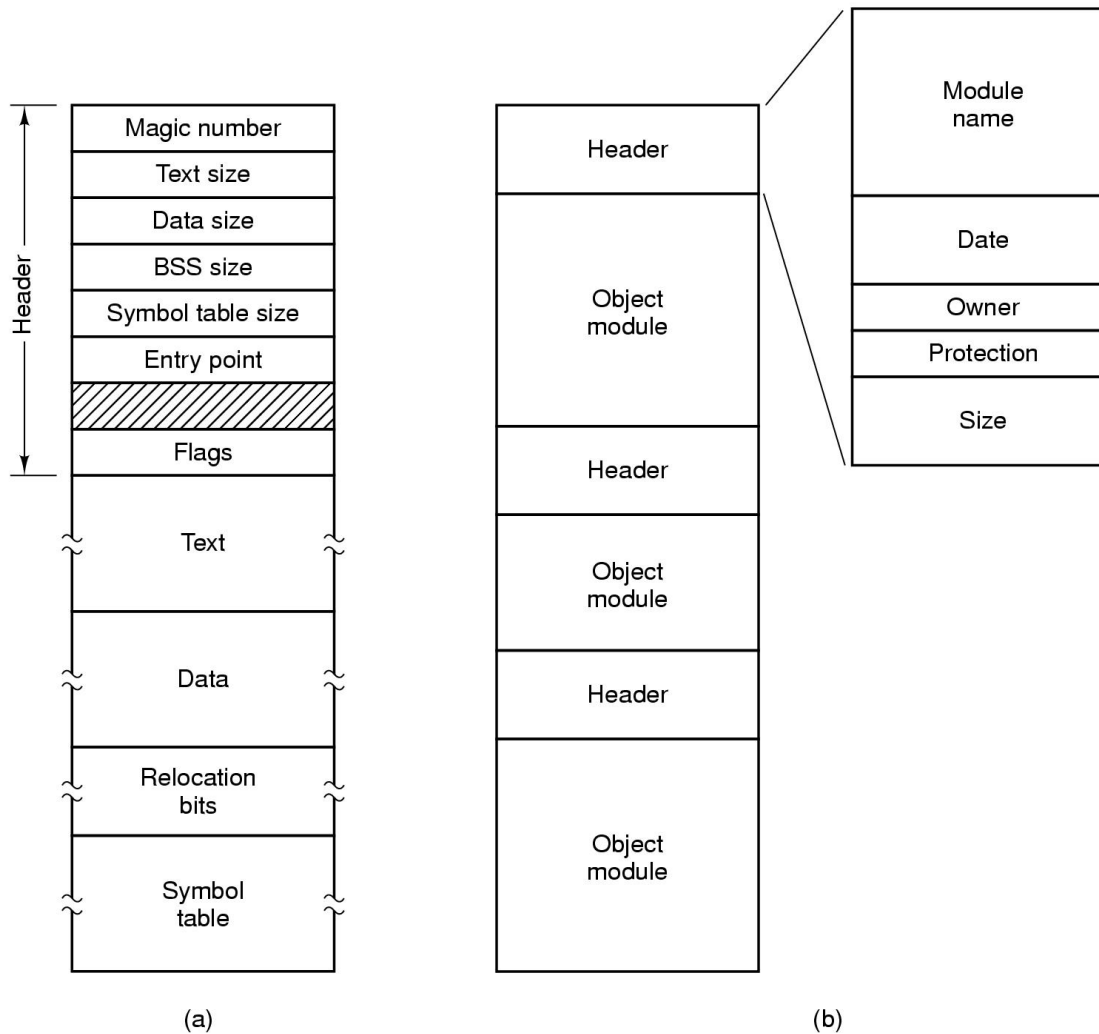 Header
Magic number
Text size
Data size
BSS size
Symbol table size
Entry point
Flags
Text
Data
Relocation
bits
Symbol
table
(a)
Header
Object
module
Header
Object
module
Header
Object
module
Module
name
Date
Owner
Protection
Size
(b)